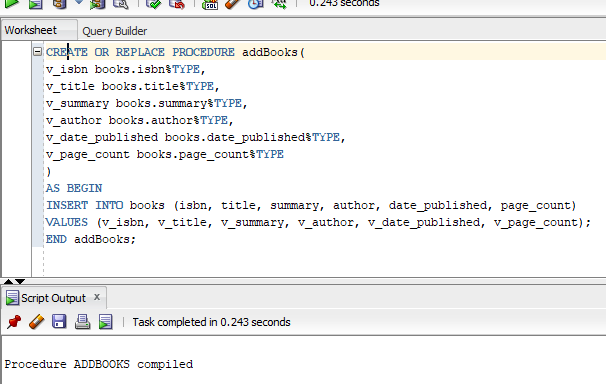 0.243 seconds
Worksheet Query Builder
CREATE OR REPLACE PROCEDURE addBooks(
v_isbn books.isbn%TYPE,
v_title books.title%TYPE,
v_summary books.summary%TYPE,
v_author books.author%TYPE,
v_date_published books.date_published%TYPE,
v_page_count books.page_count%TYPE
)
AS BEGIN
INSERT INTO books (isbn, title, summary, author, date_published, page_count)
VALUES (v_isbn, v_title, v_summary, v_author, v_date_published, v_page_count);
END addBooks;
Script Output x
Task completed in 0.243 seconds
Procedure ADDBOOKS compiled